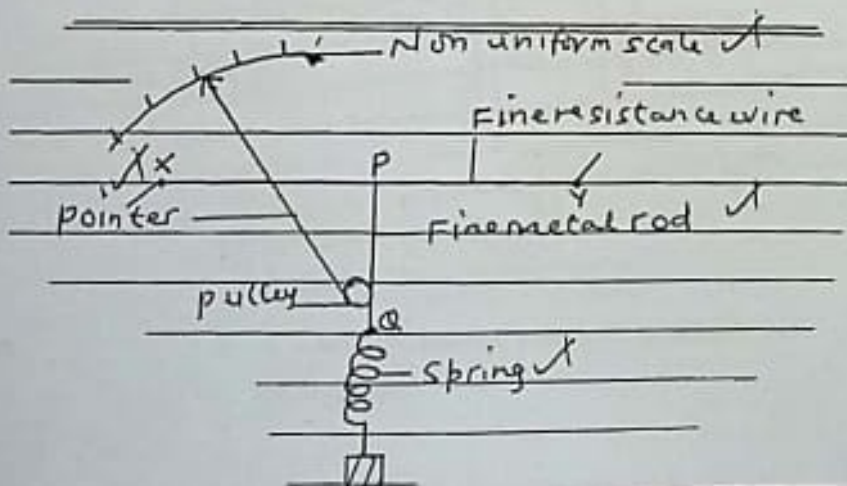 Non uniform scale
Fine resistance wire
X
P
Y
pointer
Fine metal rod
pulley
Q
spring